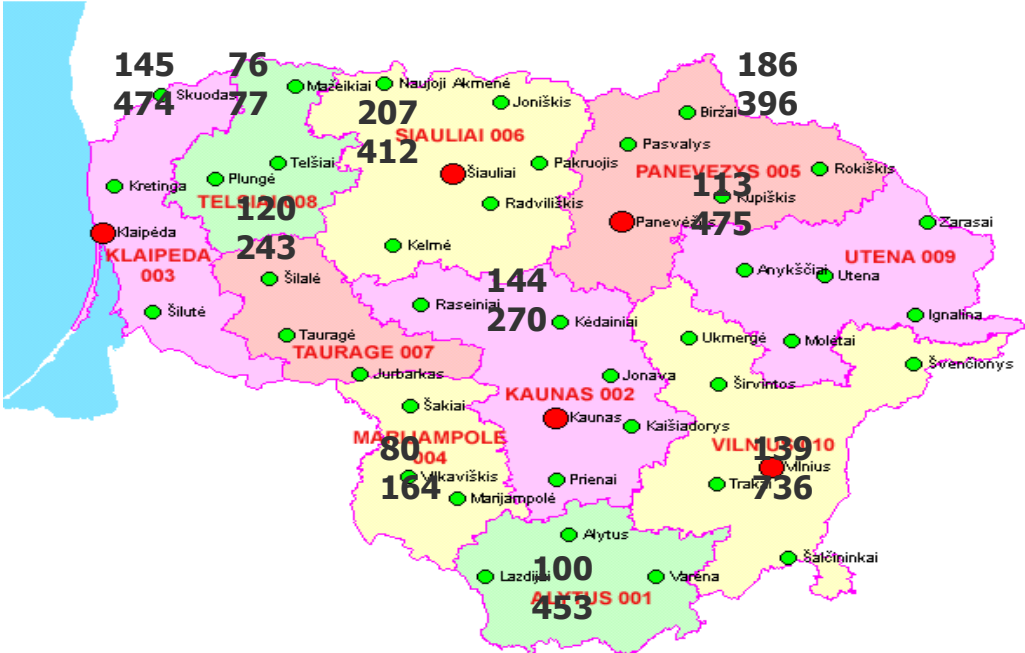 145
474
76
77
186
396
Skuodas
Mažeikiai
Naujoji Akmenė
207
412
Joniškis
SIAULIAI 006
Biržai
Pasvalys
Pakruojis
PANEVEZYS 005
Rokiškis
Telšiai
Plungė
Šiauliai
Kretinga
TELSIAI 008
120
243
Radviliškis
113
475
Kupiškis
Panevėžys
Zarasai
Klaipėda
KLAIPEDA
003
Kelmė
UTENA 009
Anykščiai
Utena
Šilalė
144
270
Raseiniai
Šilutė
Kėdainiai
Ignalina
Tauragė
Ukmergė
Molėtai
TAURAGE 007
Švenčionys
Jurbarkas
Jonava
Širvintos
KAUNAS 002
Šakiai
Kaunas
Kaišiadorys
MARIJAMPOLE
004
80
164
VILNIUS 010
139
736
Vilnius
Vilkaviškis
Prienai
Trakai
Marijampolė
Alytus
Šalčininkai
100
453
Lazdijai
Varėna
ALYTUS 001